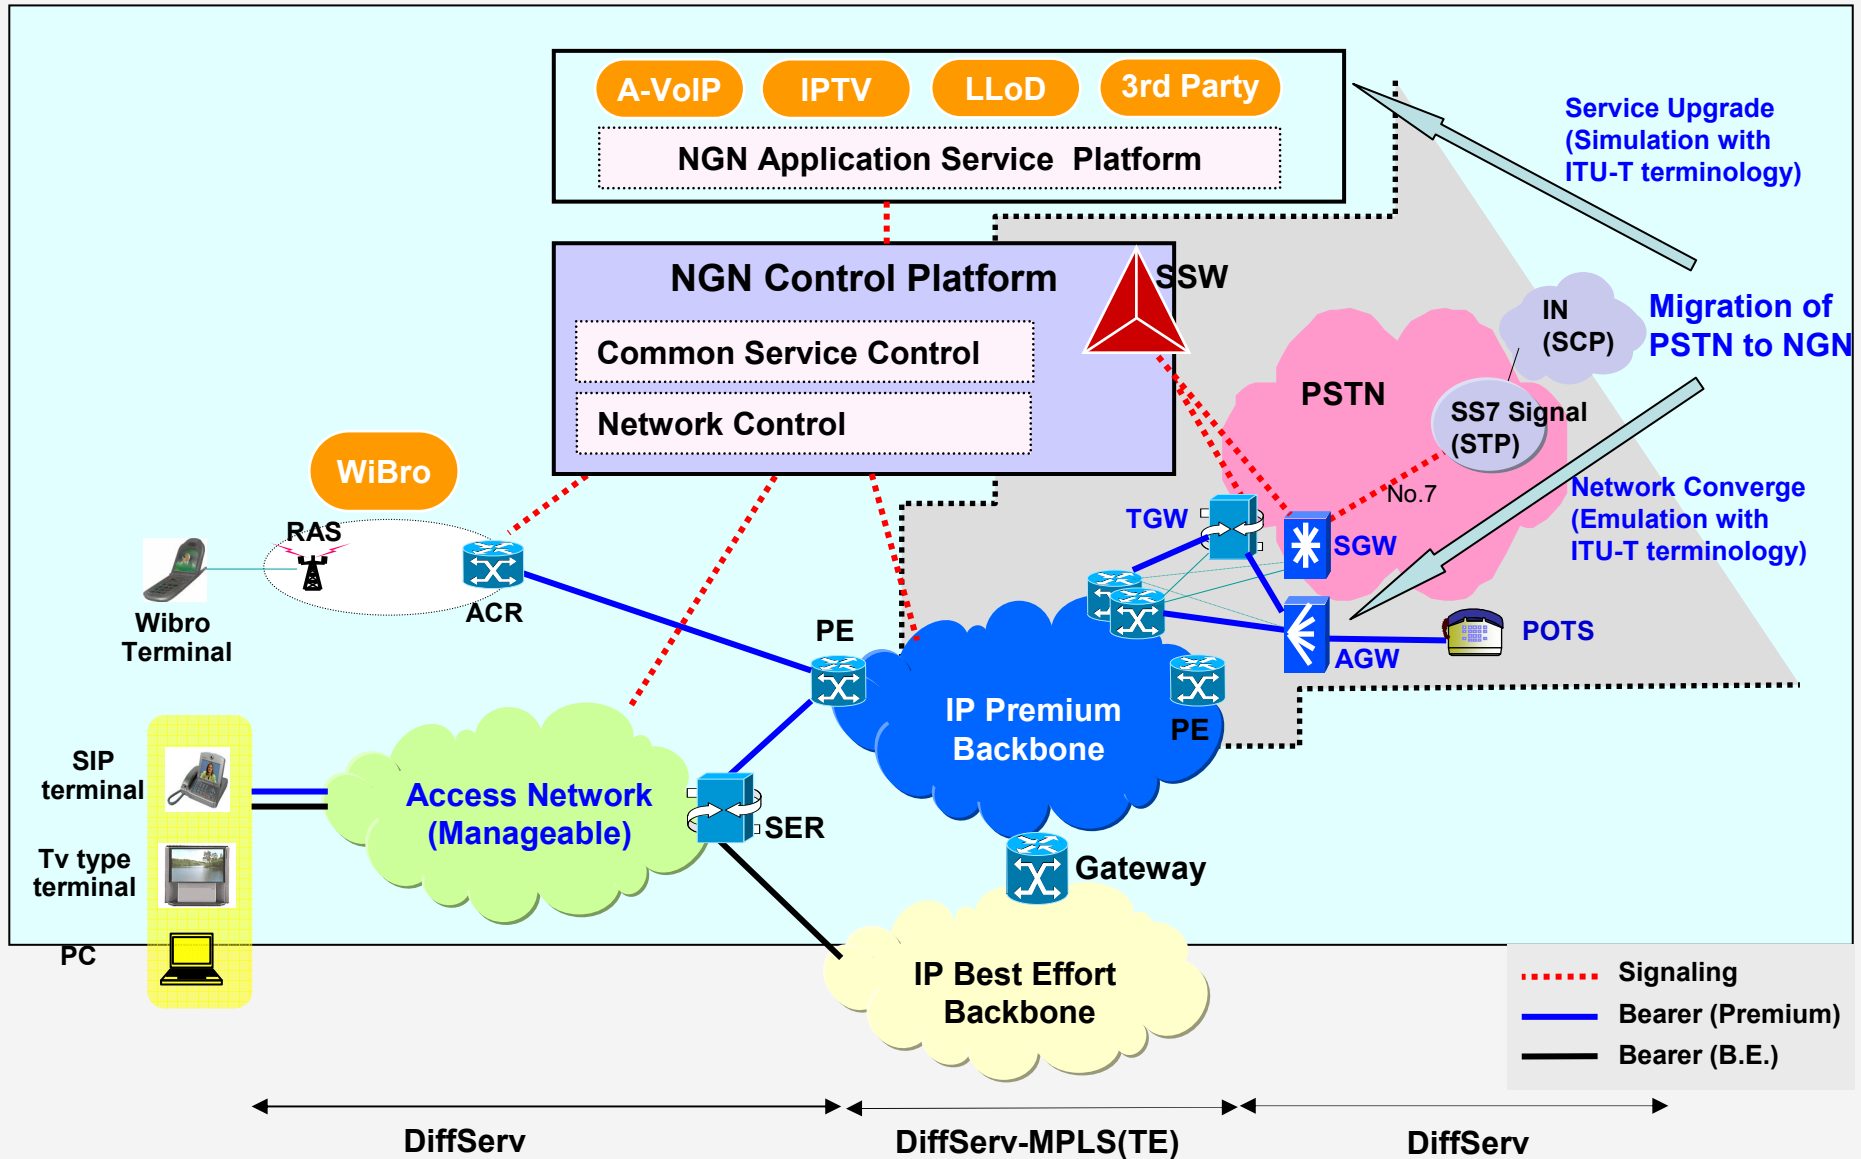 A-VoIP
IPTV
LLoD
3rd Party
NGN Application Service Platform
Service Upgrade
(Simulation with
ITU-T terminology)
NGN Control Platform
SSW
Common Service Control
Network Control
IN
(SCP)
Migration of
PSTN to NGN
PSTN
SS7 Signal
(STP)
No.7
Network Converge
(Emulation with
ITU-T terminology)
WiBro
RAS
ACR
Wibro
Terminal
TGW
SGW
AGW
POTS
PE
PE
IP Premium
Backbone
SIP
terminal
Tv type
terminal
PC
Access Network
(Manageable)
SER
Gateway
IP Best Effort
Backbone
Signaling
Bearer (Premium)
Bearer (B.E.)
DiffServ
DiffServ-MPLS(TE)
DiffServ